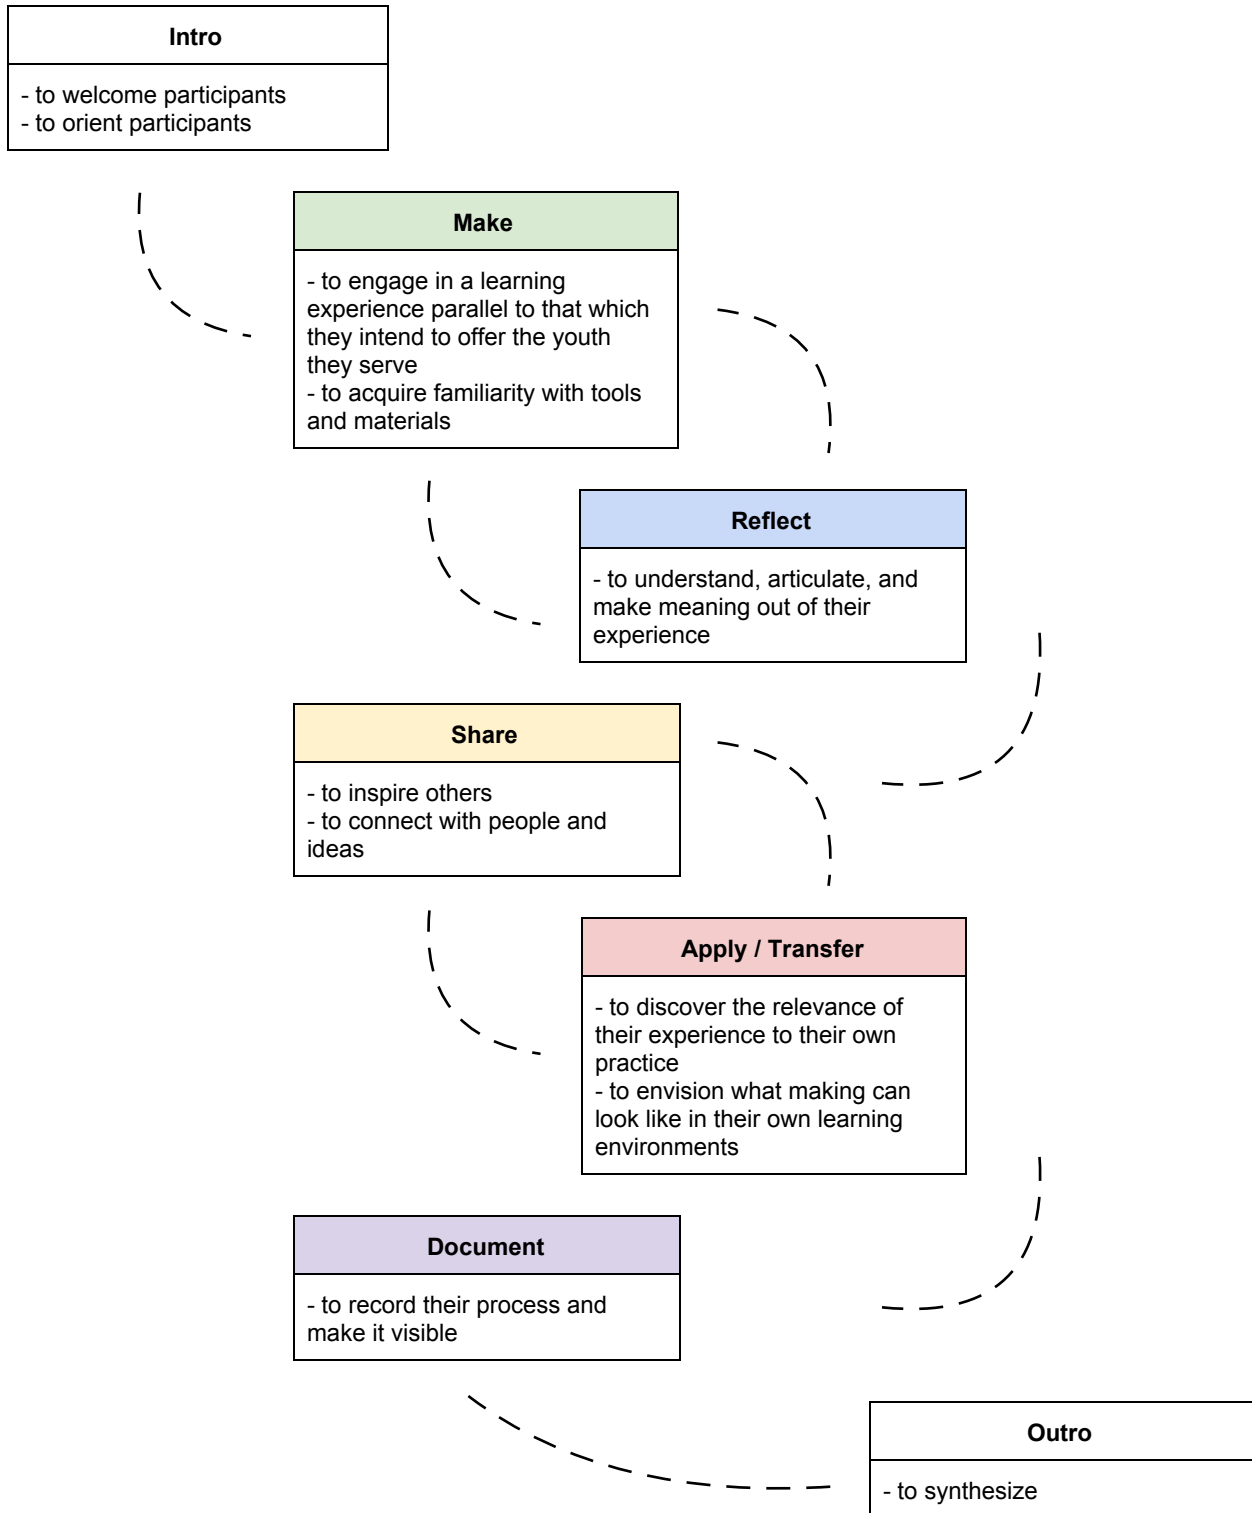 Intro
- to welcome participants
- to orient participants
Make
- to engage in a learning
experience parallel to that which
they intend to offer the youth
they serve
- to acquire familiarity with tools
and materials
Reflect
- to understand, articulate, and
make meaning out of their
experience
Share
- to inspire others
- to connect with people and
ideas
Apply / Transfer
- to discover the relevance of
their experience to their own
practice
- to envision what making can
look like in their own learning
environments
Document
- to record their process and
make it visible
Outro
- to synthesize